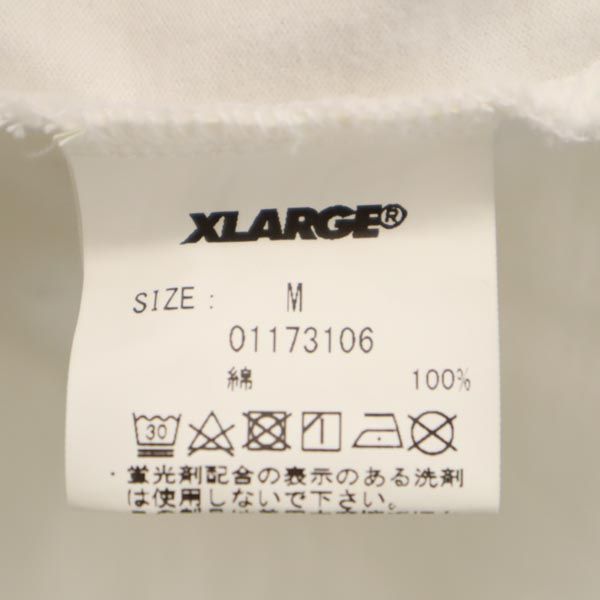 XLARGE®
SIZE: M
01173106
綿 100%
30
・蛍光剤配合の表示のある洗剤
は使用しないで下さい。